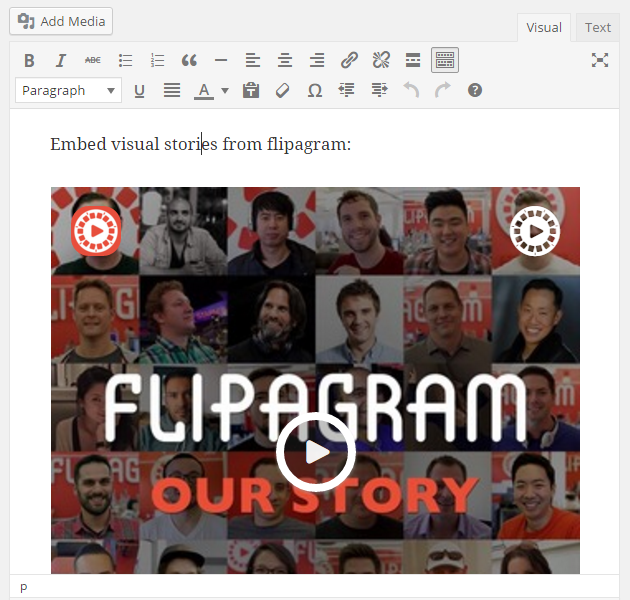 Add Media
Visual
Text
B I ABC
Paragraph
U A Ω ?
Embed visual stories from flipagram:
FLIPAGRAM
OUR STORY
p